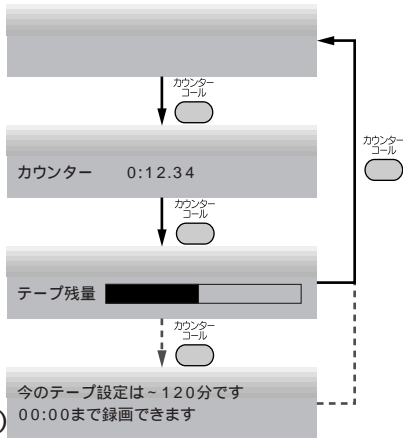 カウンター
コール
カウンター 0:12.34
カウンター
コール
カウンター
コール
テープ残量
カウンター
コール
今のテープ設定は~120分です
00:00まで録画できます